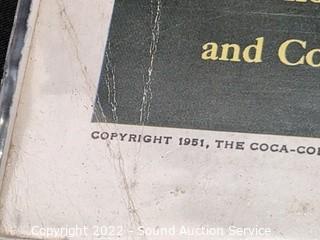 and Co
COPYRIGHT 1951, THE COCA-CO
Copyright 2022 - Sound Auction Service